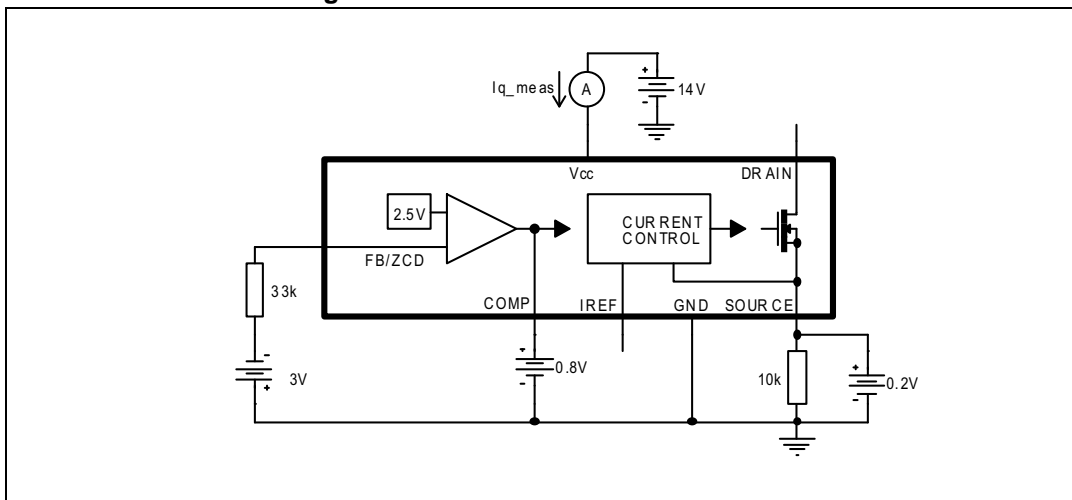 Iq_meas
A
+
14V
-
Vcc
DRAIN
2.5V
CURRENT
CONTROL
FB/ZCD
33k
COMP
IREF
GND
SOURCE
-
3V
+
+
0.8V
-
10k
+
0.2V
-